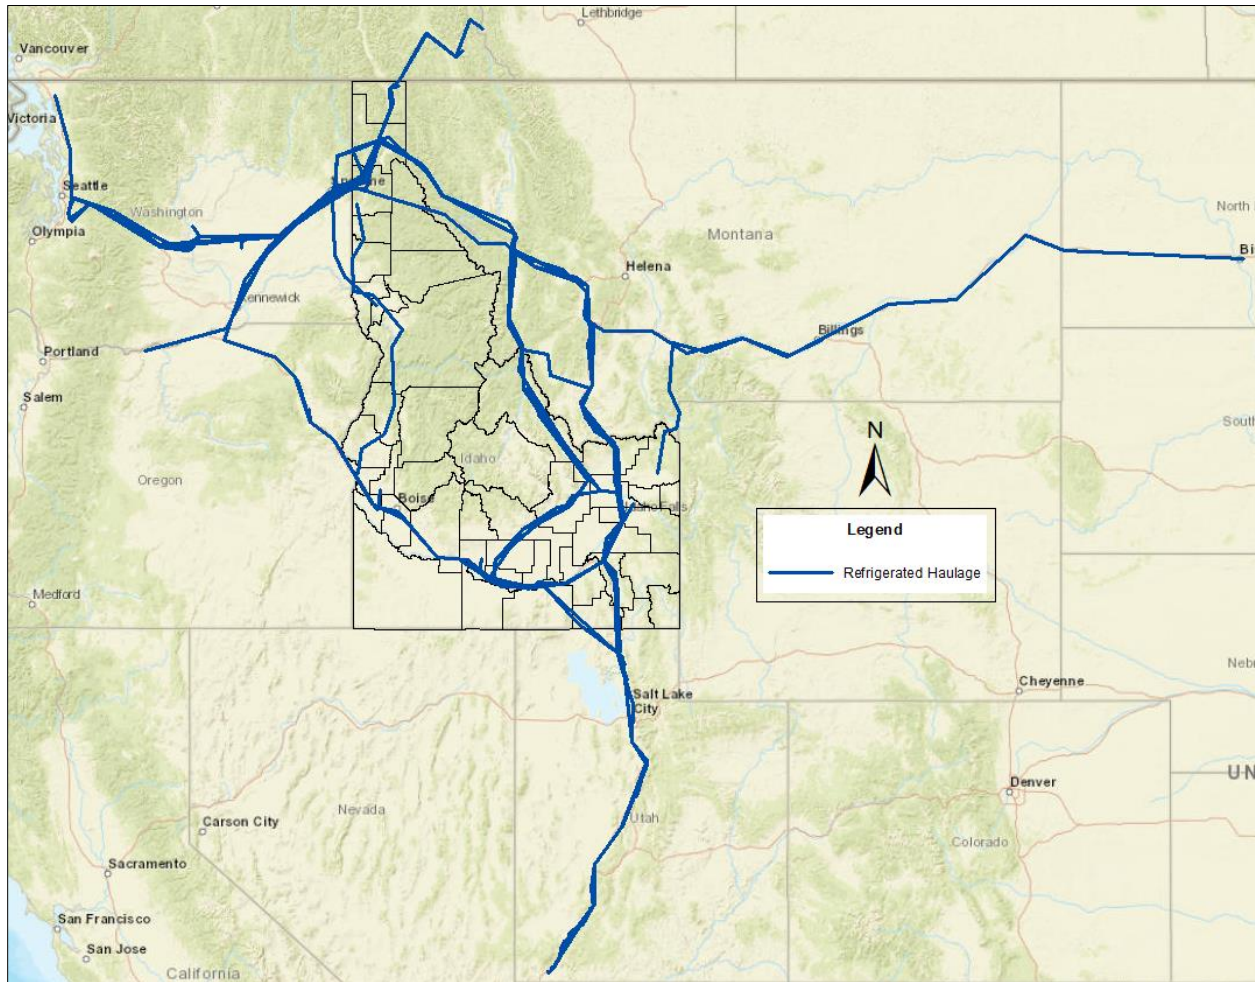 Lethbridge
Vancouver
Victoria
Seattle
Washington
Olympia
Montana
Helena
Kennewick
Billings
Portland
Salem
Oregon
Idaho
Boise
Idaho Falls
North
Bi
South
N
Legend
Refrigerated Haulage
Medford
Salt Lake
City
Cheyenne
Neb
UN
Denver
Nevada
Utah
Colorado
Carson City
Sacramento
San Francisco
San Jose
California